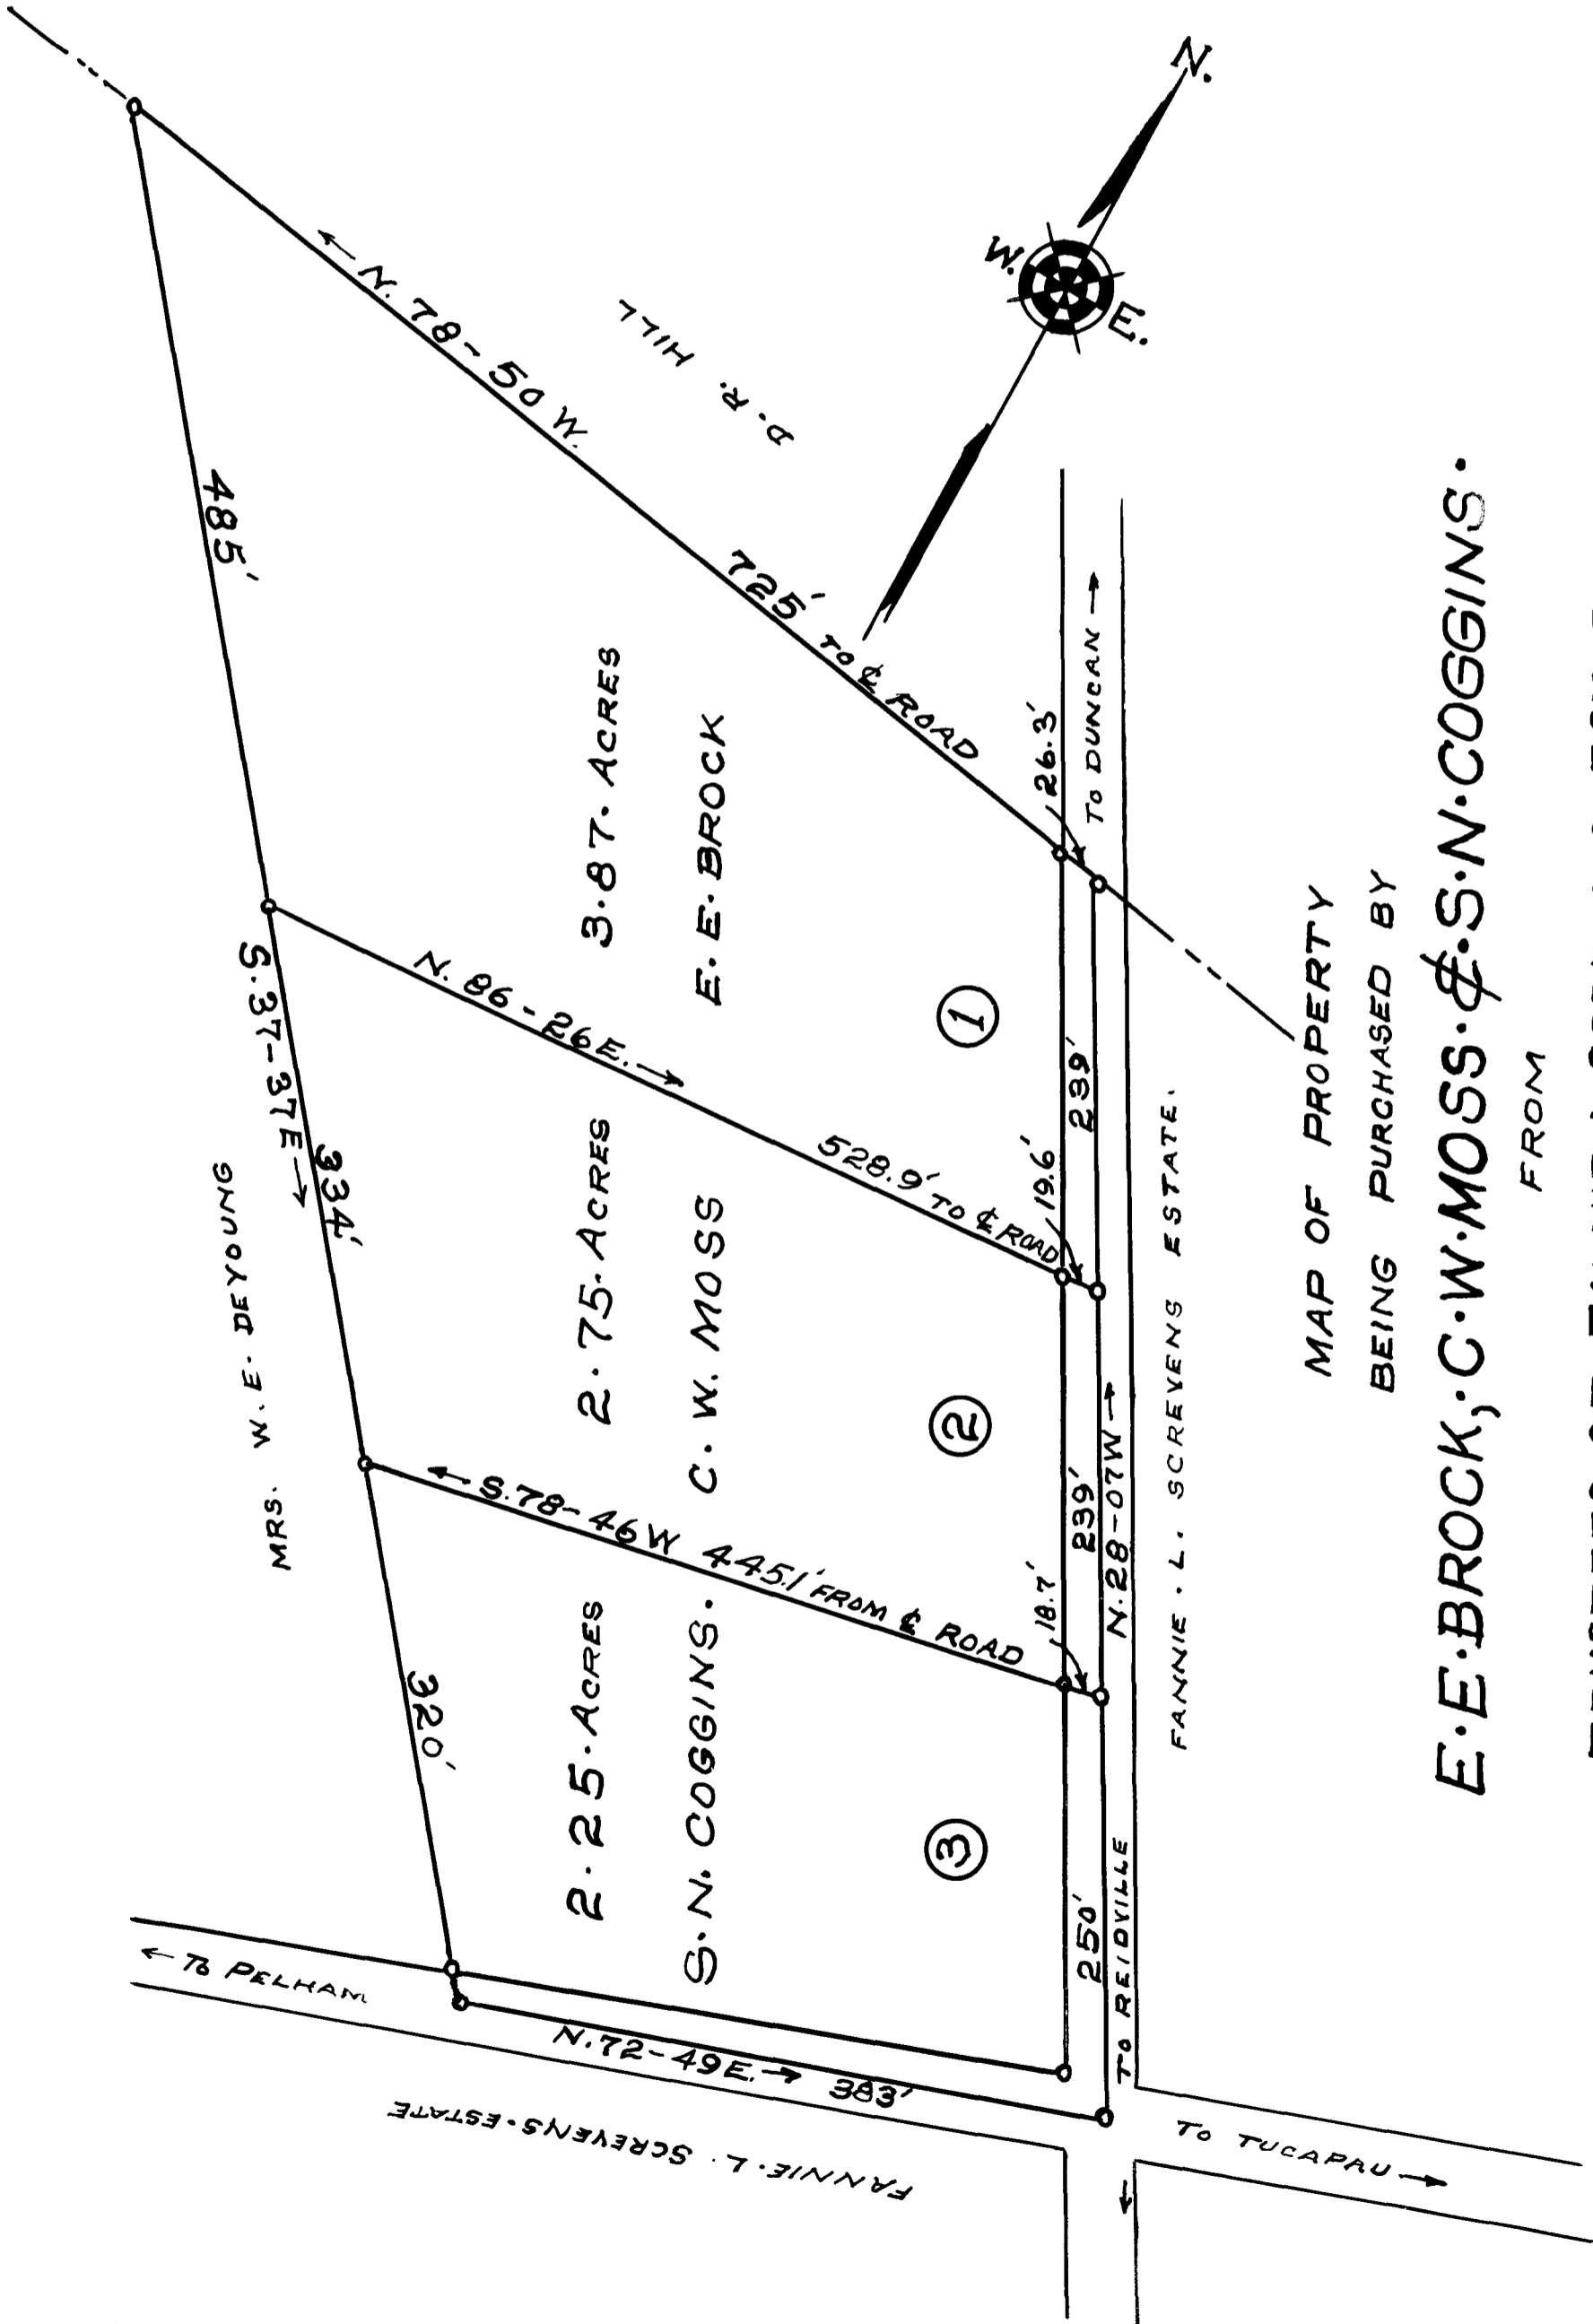 N.
W.
E.
N. 78-50 W.
725' TO ℄ ROAD
D. R. HILL
485'
3.87. ACRES
E. E. BROCK
①
26.3'
TO DUNCAN →
239'
N. 86-26 E. →
528.9' TO ℄ ROAD
19.6'
S. 37-37 E →
334'
MRS. W. E. DEYOUNG
2.75. ACRES
C. W. MOSS
②
239'
N. 28-07 W →
S. 78-46 W 445.1' FROM ℄ ROAD
18.7'
320'
2.25. ACRES
S. N. COGGINS.
③
250'
TO REIDVILLE
← TO PELHAM
N. 72-49 E. → 383'
FANNIE. L. SCREVENS. ESTATE
TO TUCAPAU →
FANNIE. L. SCREVENS ESTATE.
MAP OF PROPERTY
BEING PURCHASED BY
E. E. BROCK, C. W. MOSS. &. S. N. COGGINS.
FROM